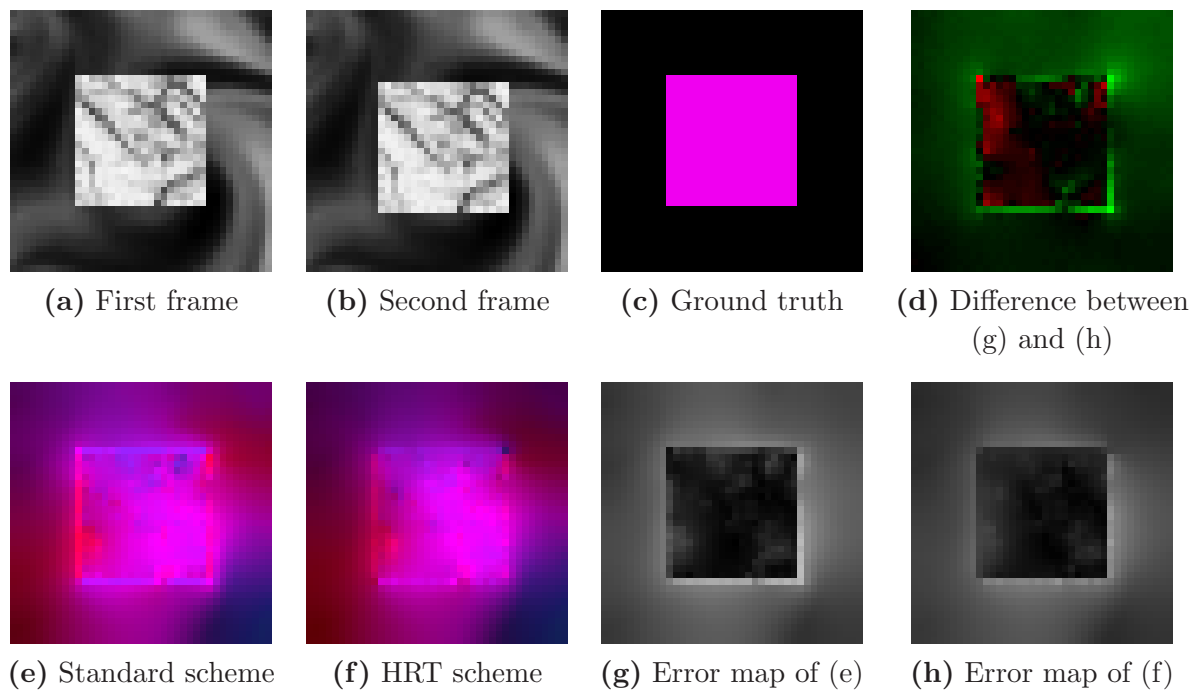 (a) First frame
(b) Second frame
(c) Ground truth
(d) Difference between
(g) and (h)
(e) Standard scheme
(f) HRT scheme
(g) Error map of (e)
(h) Error map of (f)